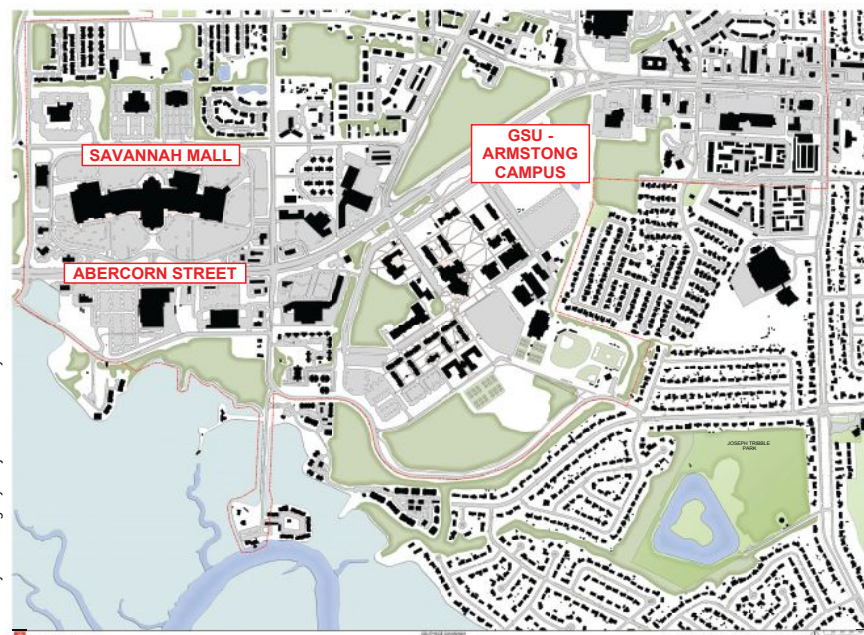 GSU -
ARMSTONG
CAMPUS
SAVANNAH MALL
ABERCORN STREET
JOSEPH TRIBBLE
PARK